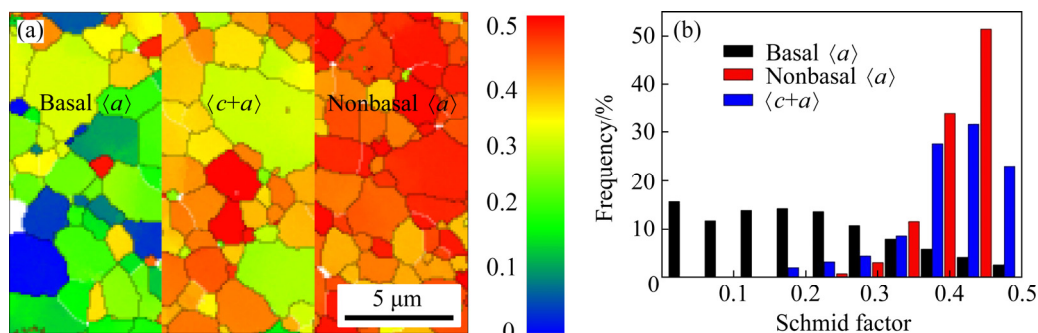 (a)
Basal ⟨a⟩
⟨c+a⟩
Nonbasal ⟨a⟩
5 μm
0.5
0.4
0.3
0.2
0.1
0
(b)
Basal ⟨a⟩
Nonbasal ⟨a⟩
⟨c+a⟩
Frequency/%
50
40
30
20
10
0
0.1
0.2
0.3
0.4
0.5
Schmid factor